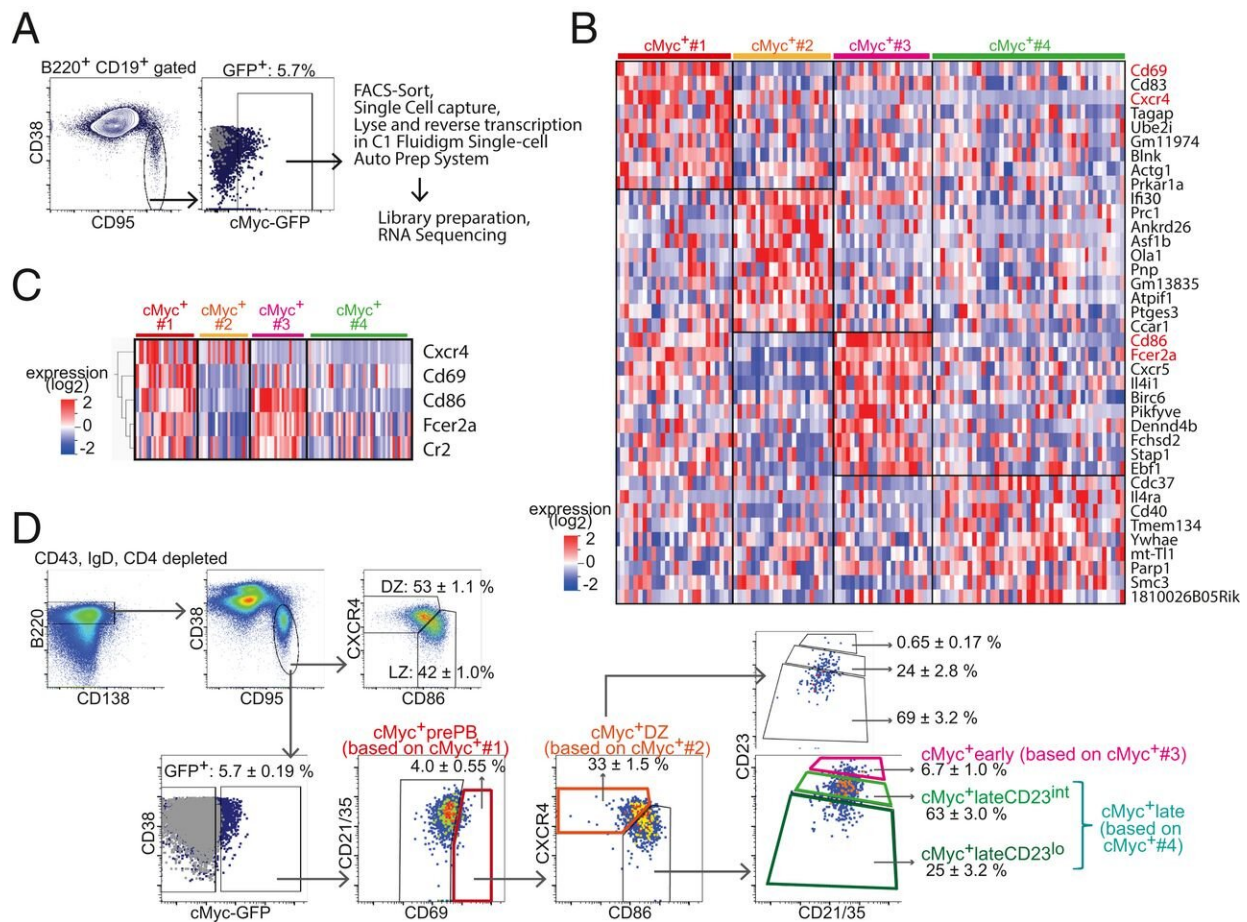 A
B220+ CD19+ gated
GFP+: 5.7%
CD38
CD95
cMyc-GFP
FACS-Sort,
Single Cell capture,
Lyse and reverse transcription
in C1 Fluidigm Single-cell
Auto Prep System
Library preparation,
RNA Sequencing
B
cMyc+#1
cMyc+#2
cMyc+#3
cMyc+#4
Cd69
Cd83
Cxcr4
Tagap
Ube2i
Gm11974
Blnk
Actg1
Prkar1a
Ifi30
Prc1
Ankrd26
Asf1b
Ola1
Pnp
Gm13835
Atpif1
Ptges3
Ccar1
Cd86
Fcer2a
Cxcr5
Il4i1
Birc6
Pikfyve
Dennd4b
Fchsd2
Stap1
Ebf1
Cdc37
Il4ra
Cd40
Tmem134
Ywhae
mt-Tl1
Parp1
Smc3
1810026B05Rik
expression
(log2)
2
0
-2
C
cMyc+
#1
cMyc+
#2
cMyc+
#3
cMyc+
#4
Cxcr4
Cd69
Cd86
Fcer2a
Cr2
expression
(log2)
2
0
-2
D
CD43, IgD, CD4 depleted
B220
CD138
CD38
CD95
DZ: 53 ± 1.1 %
LZ: 42 ± 1.0%
CXCR4
CD86
GFP+: 5.7 ± 0.19 %
CD38
cMyc-GFP
cMyc+prePB
(based on cMyc+#1)
4.0 ± 0.55 %
CD21/35
CD69
cMyc+DZ
(based on cMyc+#2)
33 ± 1.5 %
CXCR4
CD86
0.65 ± 0.17 %
24 ± 2.8 %
69 ± 3.2 %
CD23
cMyc+early (based on cMyc+#3)
6.7 ± 1.0 %
cMyc+lateCD23int
63 ± 3.0 %
cMyc+lateCD23lo
25 ± 3.2 %
cMyc+late
(based on
cMyc+#4)
CD21/35